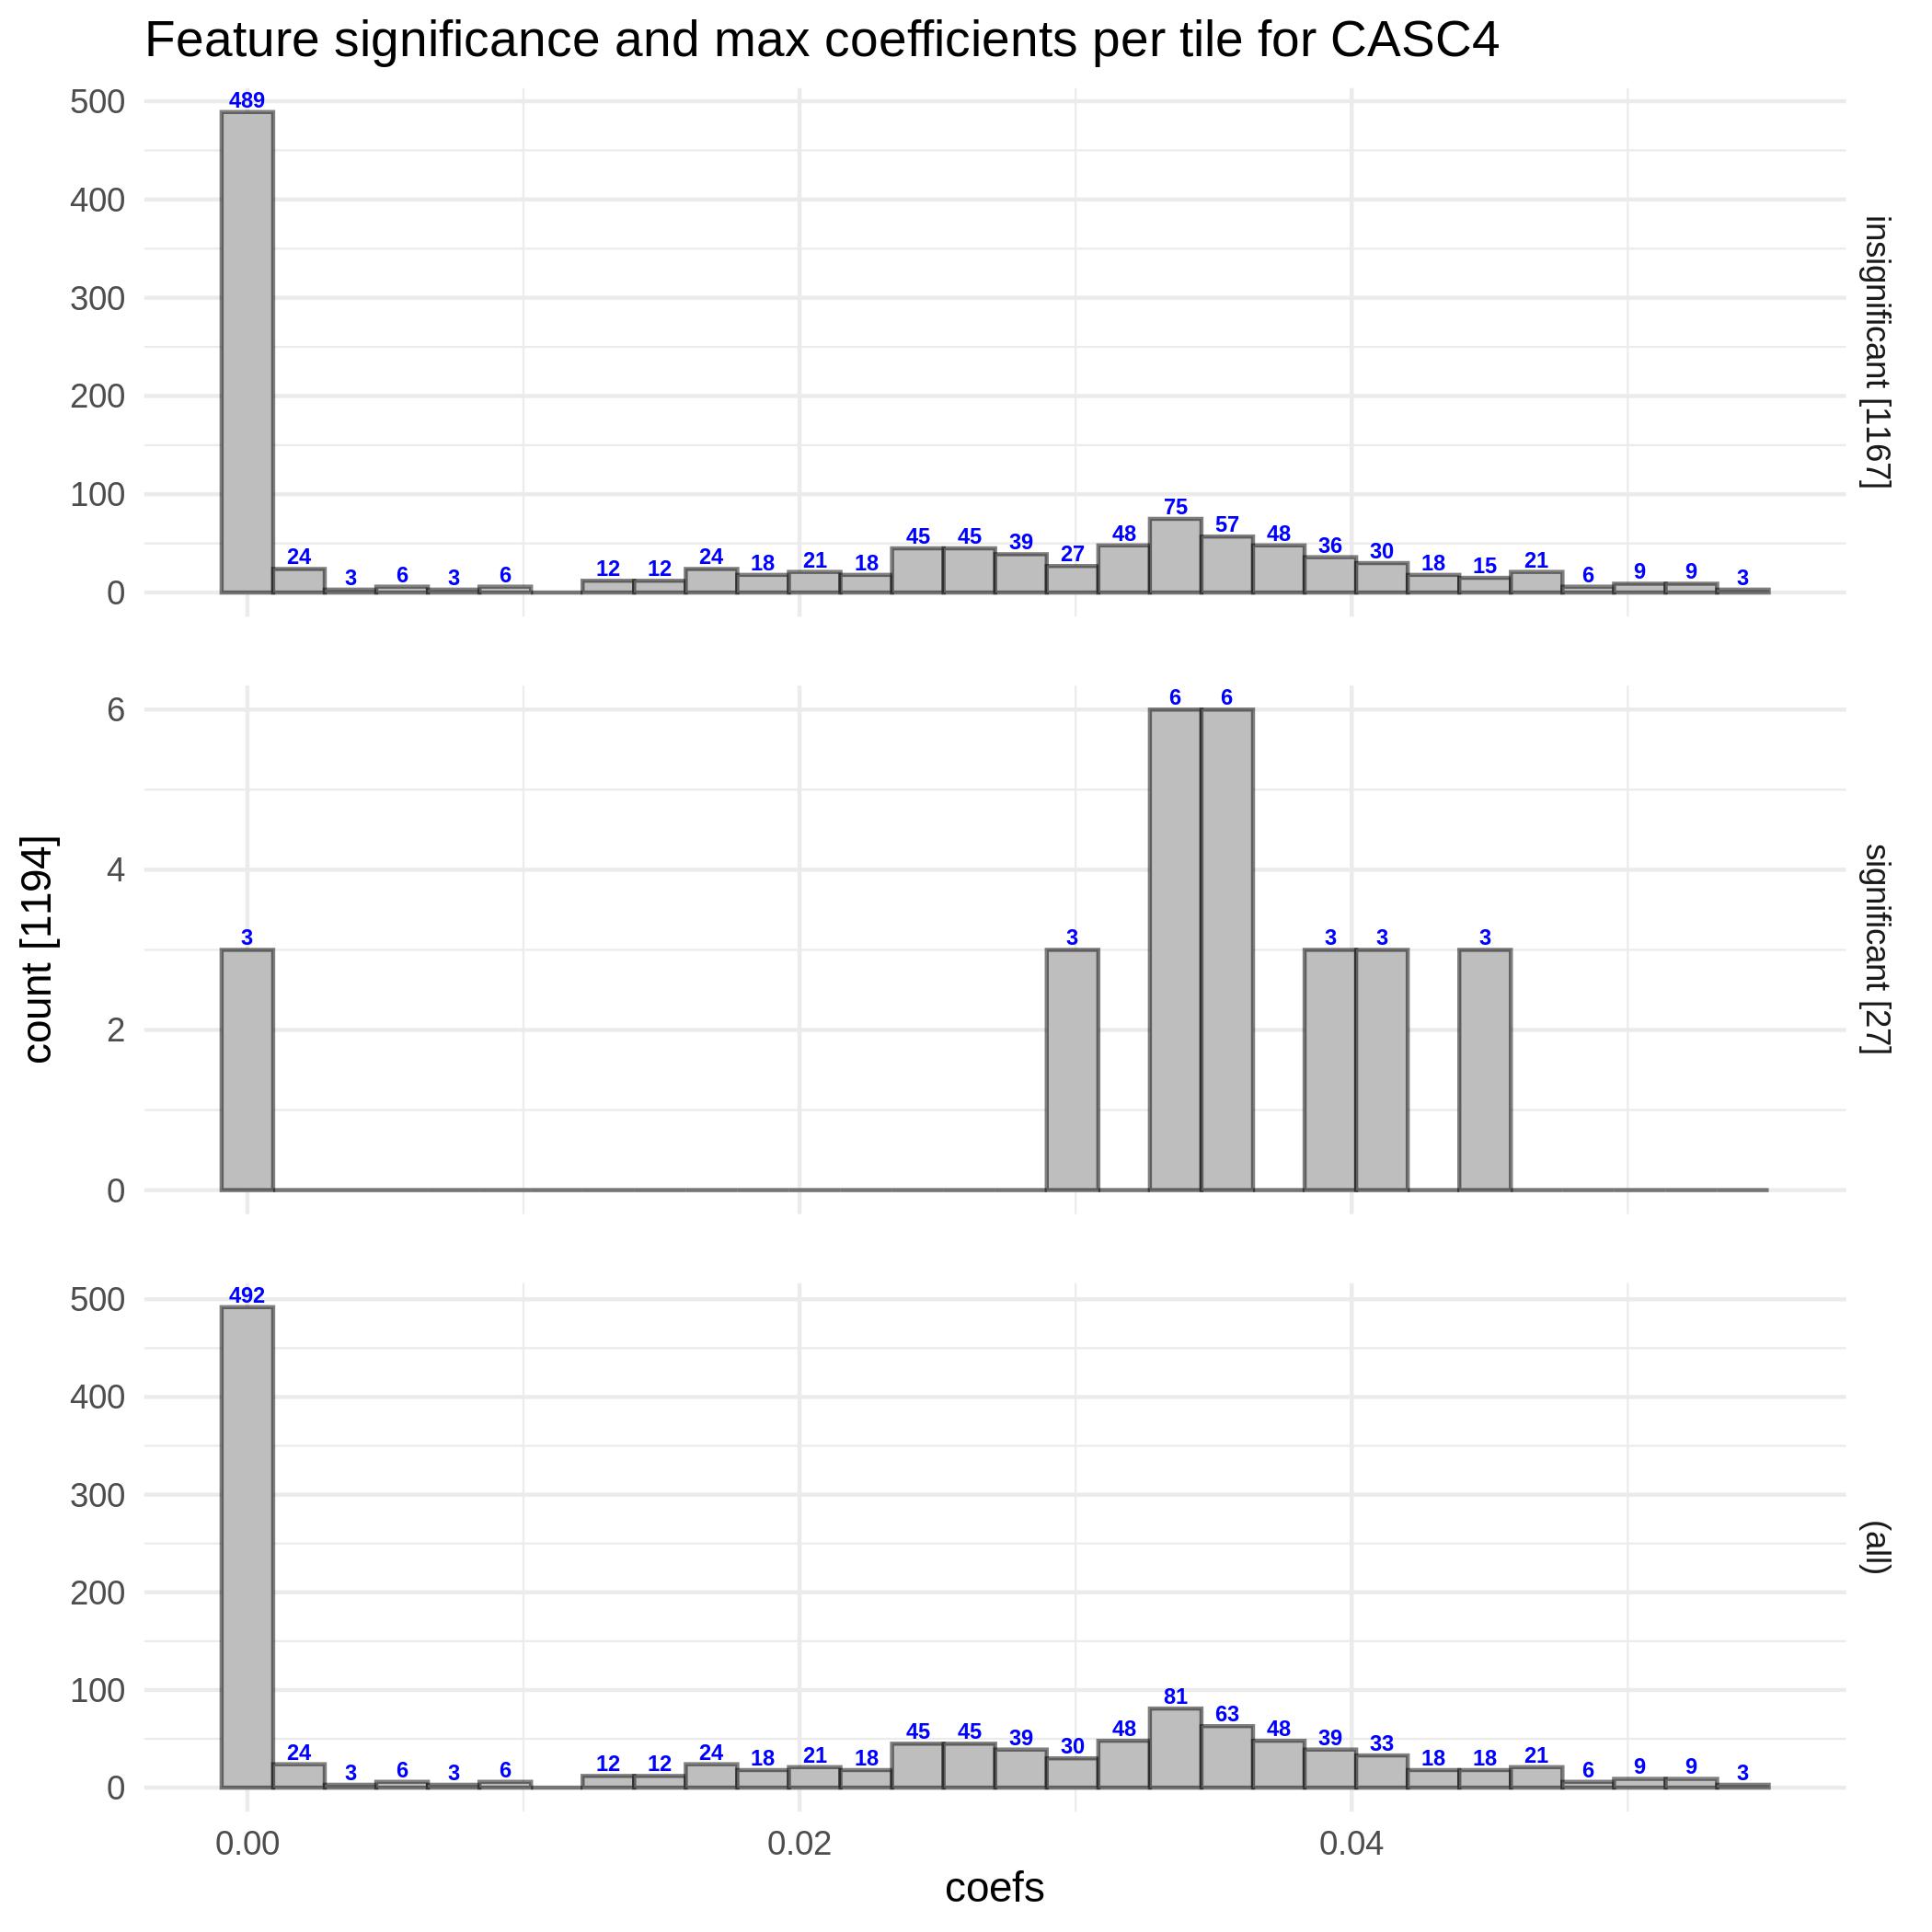 Feature significance and max coefficients per tile for CASC4
count [1194]
500
400
300
200
100
0
489
24 3 6 3 6 12 12 24 18 21 18 45 45 39 27 48 75 57 48 36 30 18 15 21 6 9 9 3
insignificant [1167]
6
4
2
0
3 3 6 6 3 3 3
significant [27]
500
400
300
200
100
0
492
24 3 6 3 6 12 12 24 18 21 18 45 45 39 30 48 81 63 48 39 33 18 18 21 6 9 9 3
(all)
0.00 0.02 0.04
coefs